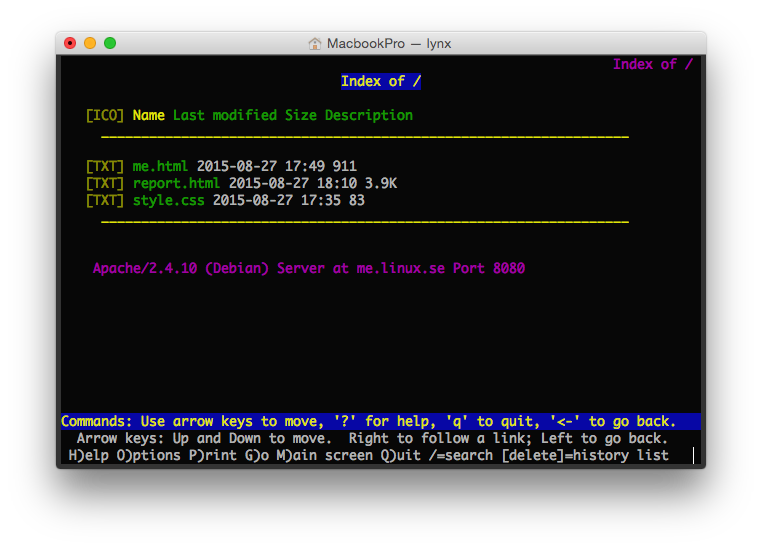 MacbookPro — lynx
Index of /
Index of /
[ICO] Name Last modified Size Description
[TXT] me.html 2015-08-27 17:49 911
[TXT] report.html 2015-08-27 18:10 3.9K
[TXT] style.css 2015-08-27 17:35 83
Apache/2.4.10 (Debian) Server at me.linux.se Port 8080
Commands: Use arrow keys to move, '?' for help, 'q' to quit, '<-' to go back.
Arrow keys: Up and Down to move.  Right to follow a link; Left to go back.
H)elp O)ptions P)rint G)o M)ain screen Q)uit /=search [delete]=history list